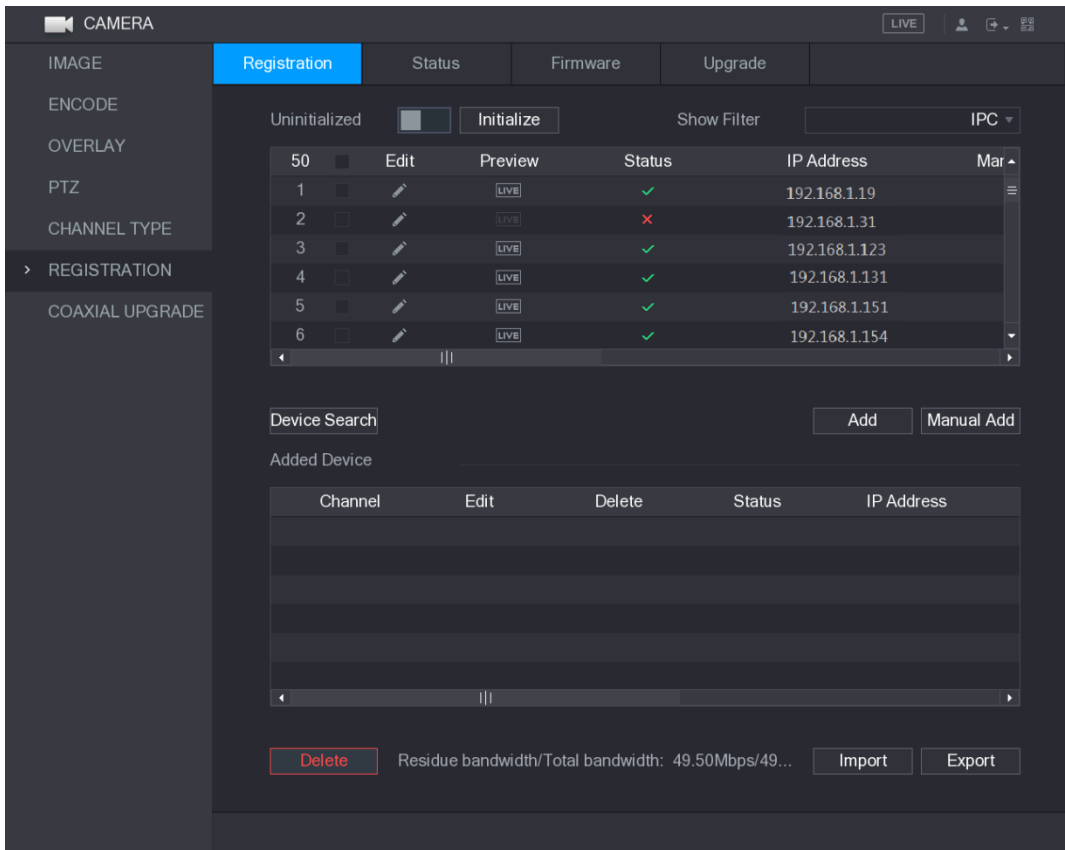 CAMERA LIVE
IMAGE
ENCODE
OVERLAY
PTZ
CHANNEL TYPE
REGISTRATION
COAXIAL UPGRADE
Registration Status Firmware Upgrade
Uninitialized Initialize Show Filter IPC
50 Edit Preview Status IP Address Mar
1 LIVE 192.168.1.19
2 LIVE 192.168.1.31
3 LIVE 192.168.1.123
4 LIVE 192.168.1.131
5 LIVE 192.168.1.151
6 LIVE 192.168.1.154
Device Search Add Manual Add
Added Device
Channel Edit Delete Status IP Address
Delete Residue bandwidth/Total bandwidth: 49.50Mbps/49... Import Export